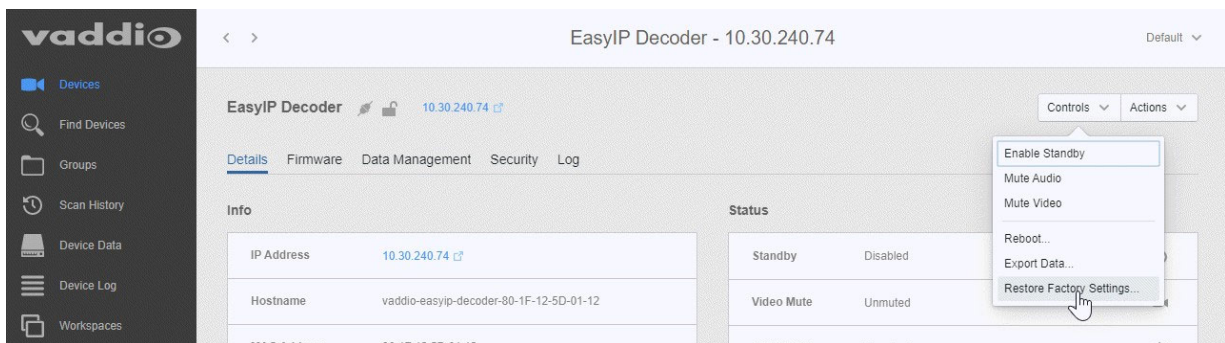 vaddio
EasyIP Decoder - 10.30.240.74
Default
Devices
Find Devices
Groups
Scan History
Device Data
Device Log
Workspaces
EasyIP Decoder 10.30.240.74
Controls Actions
Enable Standby
Mute Audio
Mute Video
Reboot...
Export Data...
Restore Factory Settings...
Details Firmware Data Management Security Log
Info
IP Address 10.30.240.74
Hostname vaddio-easyip-decoder-80-1F-12-5D-01-12
Status
Standby Disabled
Video Mute Unmuted